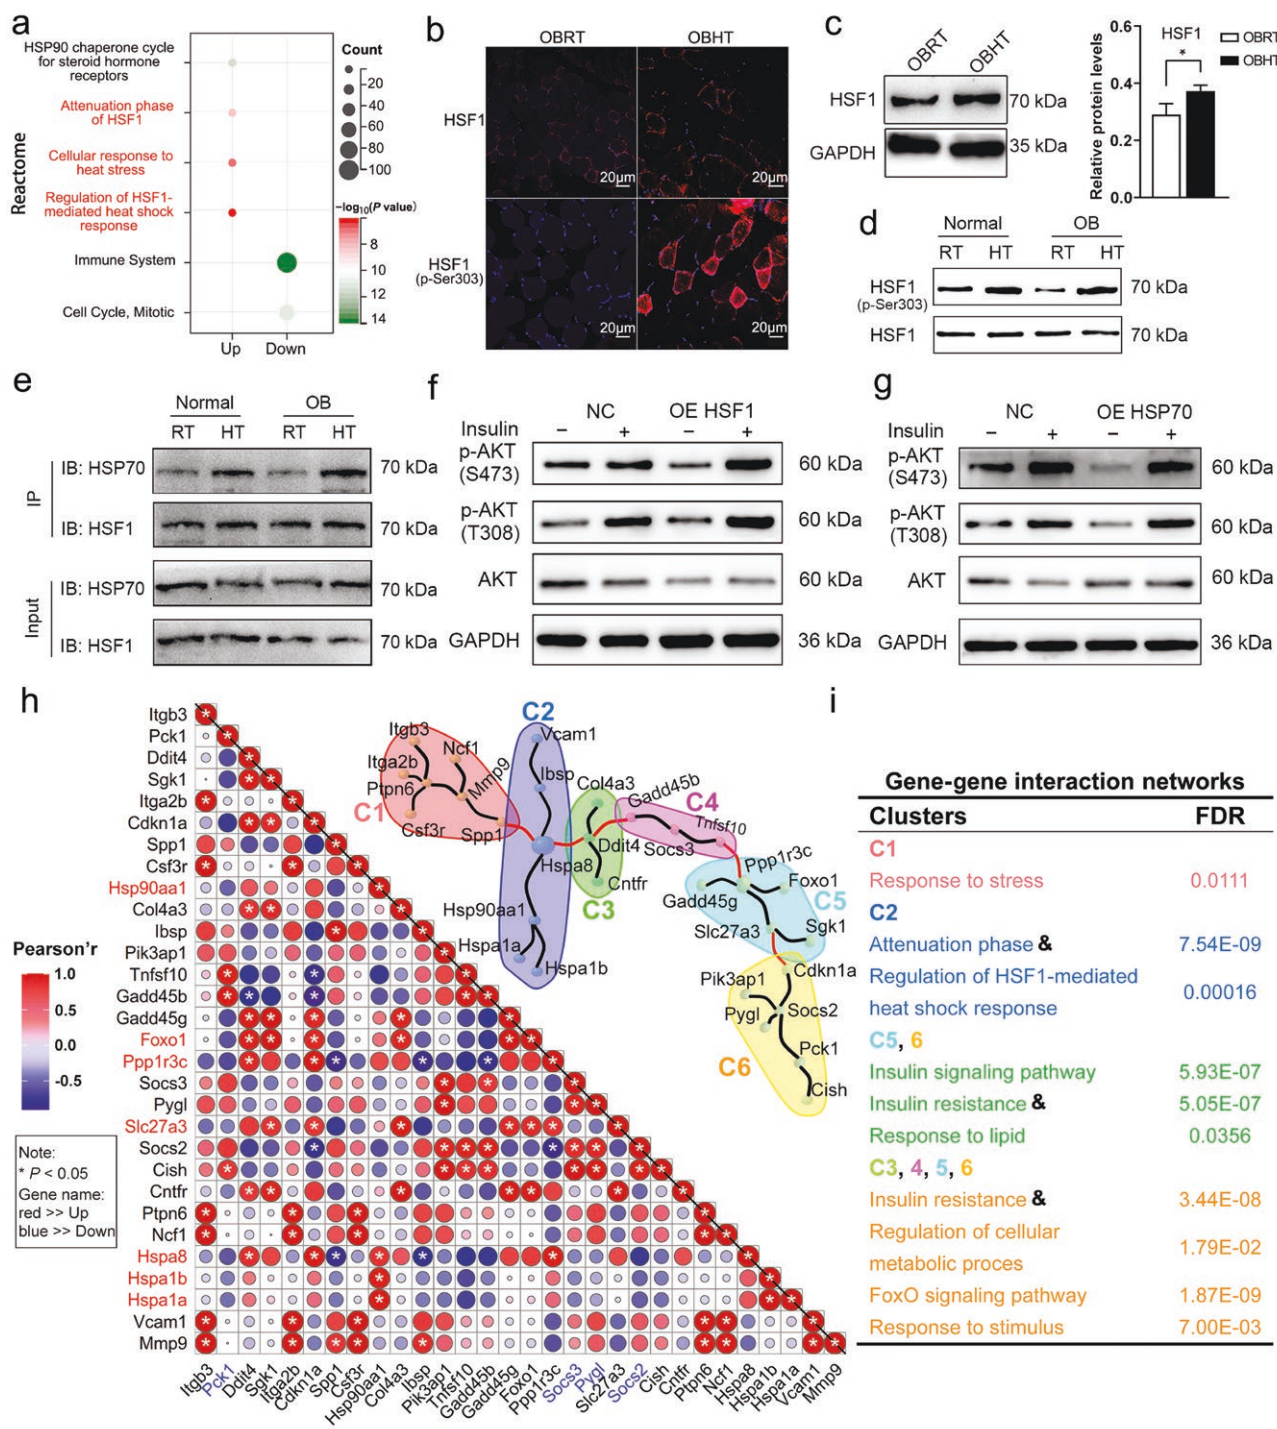 a
HSP90 chaperone cycle
for steroid hormone
receptors
Attenuation phase
of HSF1
Cellular response to
heat stress
Regulation of HSF1-
mediated heat shock
response
Immune System
Cell Cycle, Mitotic
Reactome
Up
Down
Count
20
40
60
80
100
−log10(P value)
8
10
12
14
b
OBRT
OBHT
HSF1
20μm
20μm
HSF1
(p-Ser303)
20μm
20μm
c
OBRT
OBHT
HSF1
70 kDa
GAPDH
35 kDa
Relative protein levels
0.6
0.4
0.2
0.0
HSF1
*
OBRT
OBHT
d
Normal
OB
RT
HT
RT
HT
HSF1
(p-Ser303)
70 kDa
HSF1
70 kDa
e
Normal
OB
RT
HT
RT
HT
IP
IB: HSP70
70 kDa
IB: HSF1
70 kDa
Input
IB: HSP70
70 kDa
IB: HSF1
70 kDa
f
NC
OE HSF1
Insulin
− + − +
p-AKT
(S473)
60 kDa
p-AKT
(T308)
60 kDa
AKT
60 kDa
GAPDH
36 kDa
g
NC
OE HSP70
Insulin
− + − +
p-AKT
(S473)
60 kDa
p-AKT
(T308)
60 kDa
AKT
60 kDa
GAPDH
36 kDa
h
Itgb3
Pck1
Ddit4
Sgk1
Itga2b
Cdkn1a
Spp1
Csf3r
Hsp90aa1
Col4a3
Ibsp
Pik3ap1
Tnfsf10
Gadd45b
Gadd45g
Foxo1
Ppp1r3c
Socs3
Pygl
Slc27a3
Socs2
Cish
Cntfr
Ptpn6
Ncf1
Hspa8
Hspa1b
Hspa1a
Vcam1
Mmp9
Itgb3
Pck1
Ddit4
Sgk1
Itga2b
Cdkn1a
Spp1
Csf3r
Hsp90aa1
Col4a3
Ibsp
Pik3ap1
Tnfsf10
Gadd45b
Gadd45g
Foxo1
Ppp1r3c
Socs3
Pygl
Slc27a3
Socs2
Cish
Cntfr
Ptpn6
Ncf1
Hspa8
Hspa1b
Hspa1a
Vcam1
Mmp9
Pearson'r
1.0
0.5
0.0
-0.5
Note:
* P < 0.05
Gene name:
red >> Up
blue >> Down
C1
Itgb3
Ncf1
Itga2b
Ptpn6
Mmp9
Csf3r
Spp1
C2
Vcam1
Ibsp
Hspa8
Hsp90aa1
Hspa1a
Hspa1b
C3
Col4a3
Ddit4
Cntfr
C4
Gadd45b
Tnfsf10
Socs3
C5
Ppp1r3c
Foxo1
Gadd45g
Slc27a3
Sgk1
C6
Cdkn1a
Pik3ap1
Pygl
Socs2
Pck1
Cish
i
Gene-gene interaction networks
Clusters FDR
C1
Response to stress 0.0111
C2
Attenuation phase & 7.54E-09
Regulation of HSF1-mediated
heat shock response 0.00016
C5, 6
Insulin signaling pathway 5.93E-07
Insulin resistance & 5.05E-07
Response to lipid 0.0356
C3, 4, 5, 6
Insulin resistance & 3.44E-08
Regulation of cellular
metabolic proces 1.79E-02
FoxO signaling pathway 1.87E-09
Response to stimulus 7.00E-03